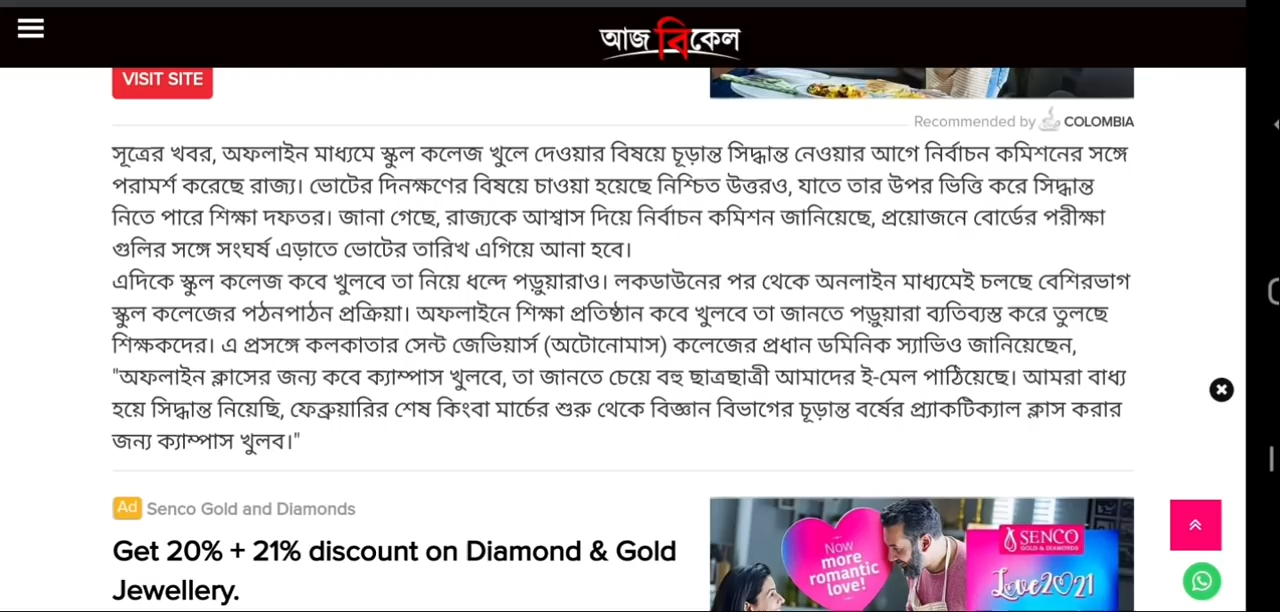 আজ বিকেল
VISIT SITE
Recommended by COLOMBIA
সূত্রের খবর, অফলাইন মাধ্যমে স্কুল কলেজ খুলে দেওয়ার বিষয়ে চূড়ান্ত সিদ্ধান্ত নেওয়ার আগে নির্বাচন কমিশনের সঙ্গে
পরামর্শ করেছে রাজ্য। ভোটের দিনক্ষণের বিষয়ে চাওয়া হয়েছে নিশ্চিত উত্তরও, যাতে তার উপর ভিত্তি করে সিদ্ধান্ত
নিতে পারে শিক্ষা দফতর। জানা গেছে, রাজ্যকে আশ্বাস দিয়ে নির্বাচন কমিশন জানিয়েছে, প্রয়োজনে বোর্ডের পরীক্ষা
গুলির সঙ্গে সংঘর্ষ এড়াতে ভোটের তারিখ এগিয়ে আনা হবে।
এদিকে স্কুল কলেজ কবে খুলবে তা নিয়ে ধন্দে পড়ুয়ারাও। লকডাউনের পর থেকে অনলাইন মাধ্যমেই চলছে বেশিরভাগ
স্কুল কলেজের পঠনপাঠন প্রক্রিয়া। অফলাইনে শিক্ষা প্রতিষ্ঠান কবে খুলবে তা জানতে পড়ুয়ারা ব্যতিব্যস্ত করে তুলছে
শিক্ষকদের। এ প্রসঙ্গে কলকাতার সেন্ট জেভিয়ার্স (অটোনোমাস) কলেজের প্রধান ডমিনিক স্যাভিও জানিয়েছেন,
"অফলাইন ক্লাসের জন্য কবে ক্যাম্পাস খুলবে, তা জানতে চেয়ে বহু ছাত্রছাত্রী আমাদের ই-মেল পাঠিয়েছে। আমরা বাধ্য
হয়ে সিদ্ধান্ত নিয়েছি, ফেব্রুয়ারির শেষ কিংবা মার্চের শুরু থেকে বিজ্ঞান বিভাগের চূড়ান্ত বর্ষের প্র্যাকটিক্যাল ক্লাস করার
জন্য ক্যাম্পাস খুলব।"
Ad Senco Gold and Diamonds
Get 20% + 21% discount on Diamond & Gold
Jewellery.
Now
more
romantic
love!
SENCO
GOLD & DIAMONDS
Love2021